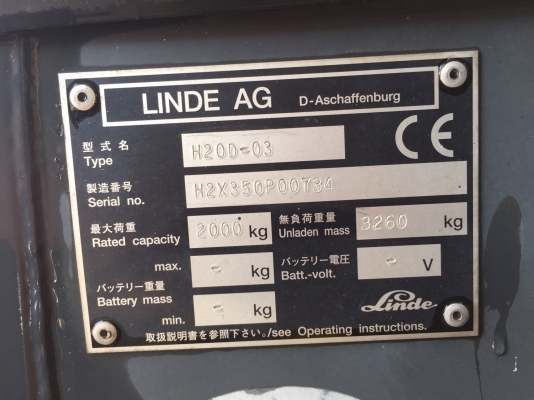 LINDE AG D-Aschaffenburg
CE
型式名
Type H20D-03
製造番号
Serial no. H2X350P00734
最大荷重 無負荷重量
Rated capacity 2000 kg Unladen mass 3260 kg
バッテリー重量 max. - kg バッテリー電圧
Battery mass Batt.-volt. - V
min. - kg Linde
取扱説明書を参照下さい。/see Operating instructions.